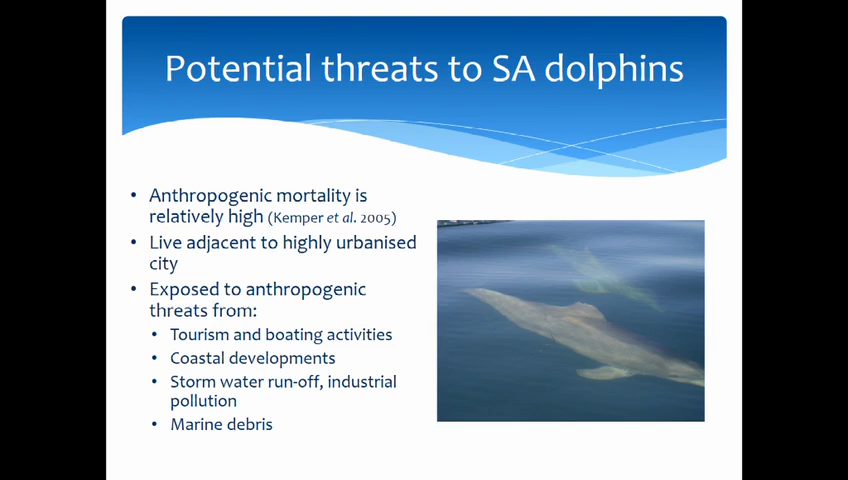 Potential threats to SA dolphins
• Anthropogenic mortality is
relatively high (Kemper et al. 2005)
• Live adjacent to highly urbanised
city
• Exposed to anthropogenic
threats from:
• Tourism and boating activities
• Coastal developments
• Storm water run-off, industrial
pollution
• Marine debris